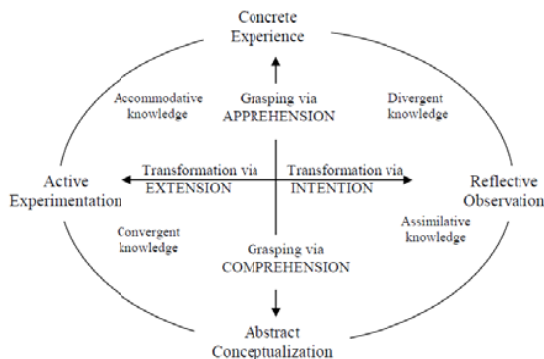 Concrete
Experience
Accommodative
knowledge
Grasping via
APPREHENSION
Divergent
knowledge
Active
Experimentation
Transformation via
EXTENSION
Transformation via
INTENTION
Reflective
Observation
Convergent
knowledge
Grasping via
COMPREHENSION
Assimilative
knowledge
Abstract
Conceptualization